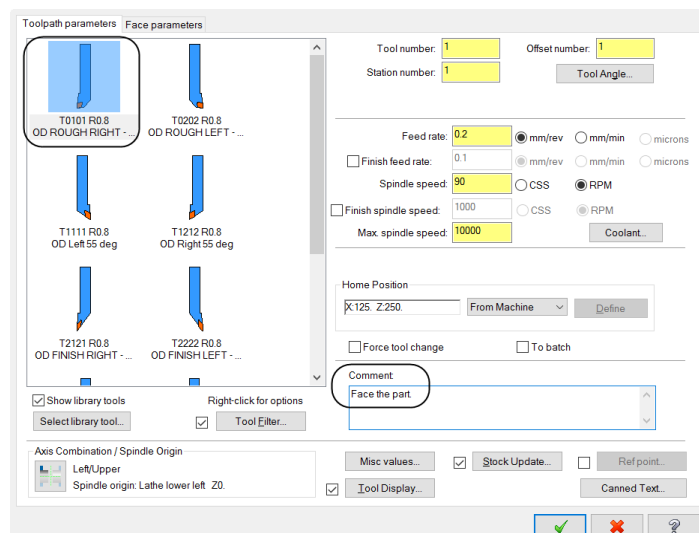 Toolpath parameters Face parameters
T0101 R0.8
OD ROUGH RIGHT - ...
T0202 R0.8
OD ROUGH LEFT - ...
T1111 R0.8
OD Left 55 deg
T1212 R0.8
OD Right 55 deg
T2121 R0.8
OD FINISH RIGHT - ...
T2222 R0.8
OD FINISH LEFT - ...
Show library tools Right-click for options
Select library tool... Tool Filter...
Axis Combination / Spindle Origin
Left/Upper
Spindle origin: Lathe lower left Z0.
Tool number: 1 Offset number: 1
Station number: 1 Tool Angle...
Feed rate: 0.2 mm/rev mm/min microns
Finish feed rate: 0.1 mm/rev mm/min microns
Spindle speed: 90 CSS RPM
Finish spindle speed: 1000 CSS RPM
Max. spindle speed: 10000 Coolant...
Home Position
X:125. Z:250. From Machine Define
Force tool change To batch
Comment:
Face the part.
Misc values... Stock Update... Ref point...
Tool Display... Canned Text...
?